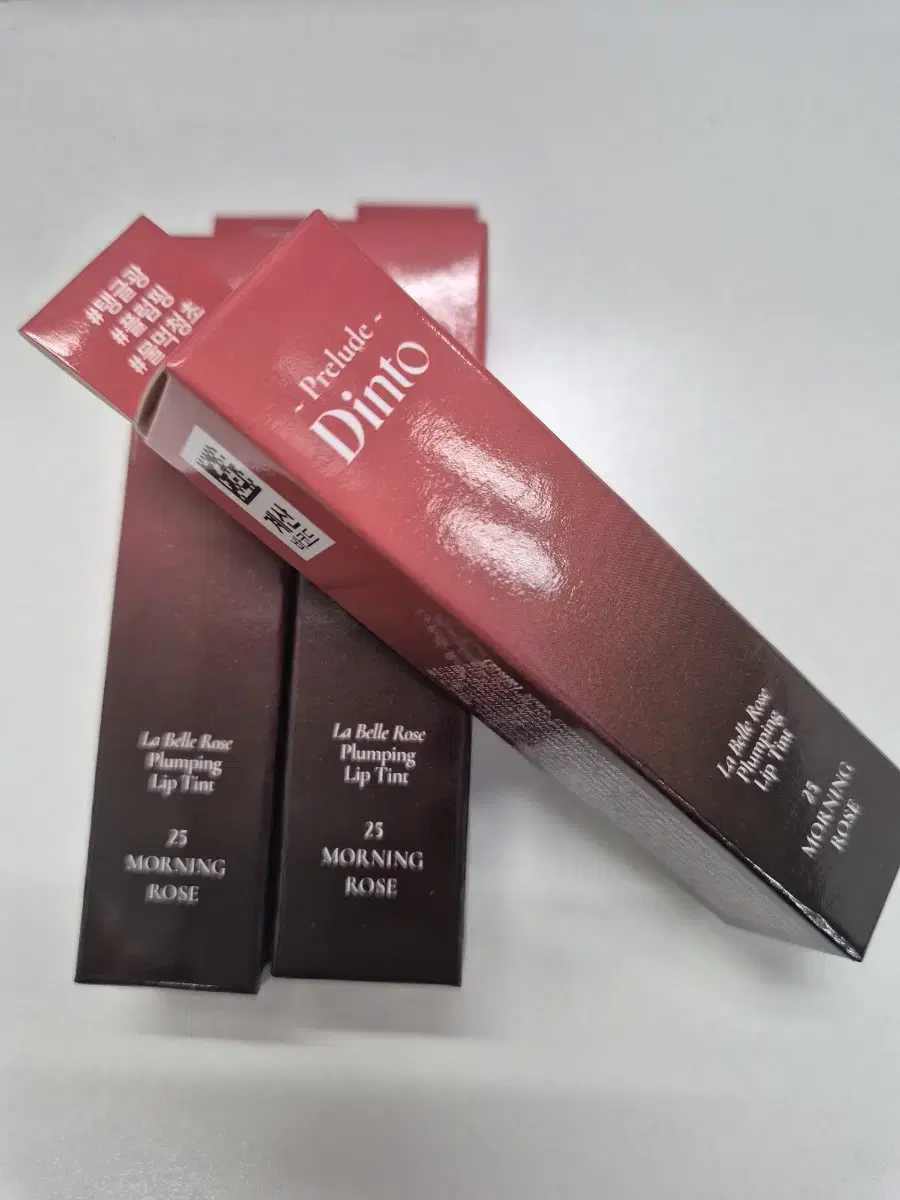 #탱글광
#플럼핑
#물먹청초
- Prelude -
Dinto
La Belle Rose
Plumping
Lip Tint
25
MORNING
ROSE
La Belle Rose
Plumping
Lip Tint
25
MORNING
ROSE
La Belle Rose
Plumping
Lip Tint
25
MORNING
ROSE